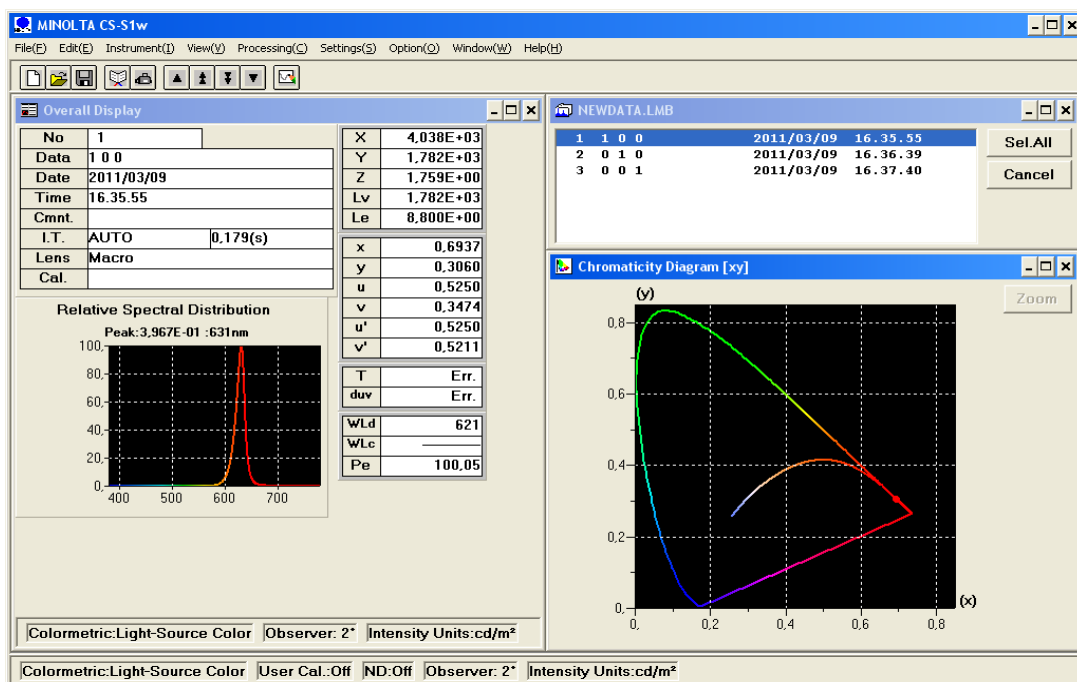 MINOLTA CS-S1w
File(F) Edit(E) Instrument(I) View(V) Processing(C) Settings(S) Option(O) Window(W) Help(H)
Overall Display
No 1
Data 1 0 0
Date 2011/03/09
Time 16.35.55
Cmnt.
I.T. AUTO 0,179(s)
Lens Macro
Cal.
X 4,038E+03
Y 1,782E+03
Z 1,759E+00
Lv 1,782E+03
Le 8,800E+00
x 0,6937
y 0,3060
u 0,5250
v 0,3474
u' 0,5250
v' 0,5211
T Err.
duv Err.
WLd 621
WLc
Pe 100,05
Relative Spectral Distribution
Peak:3,967E-01 :631nm
100,
80,
60,
40,
20,
0,
400 500 600 700
Colormetric:Light-Source Color Observer: 2° Intensity Units:cd/m²
NEWDATA.LMB
1 1 0 0 2011/03/09 16.35.55
2 0 1 0 2011/03/09 16.36.39
3 0 0 1 2011/03/09 16.37.40
Sel.All
Cancel
Chromaticity Diagram [xy]
Zoom
(y)
0,8
0,6
0,4
0,2
0,
0, 0,2 0,4 0,6 0,8
(x)
Colormetric:Light-Source Color User Cal.:Off ND:Off Observer: 2° Intensity Units:cd/m²